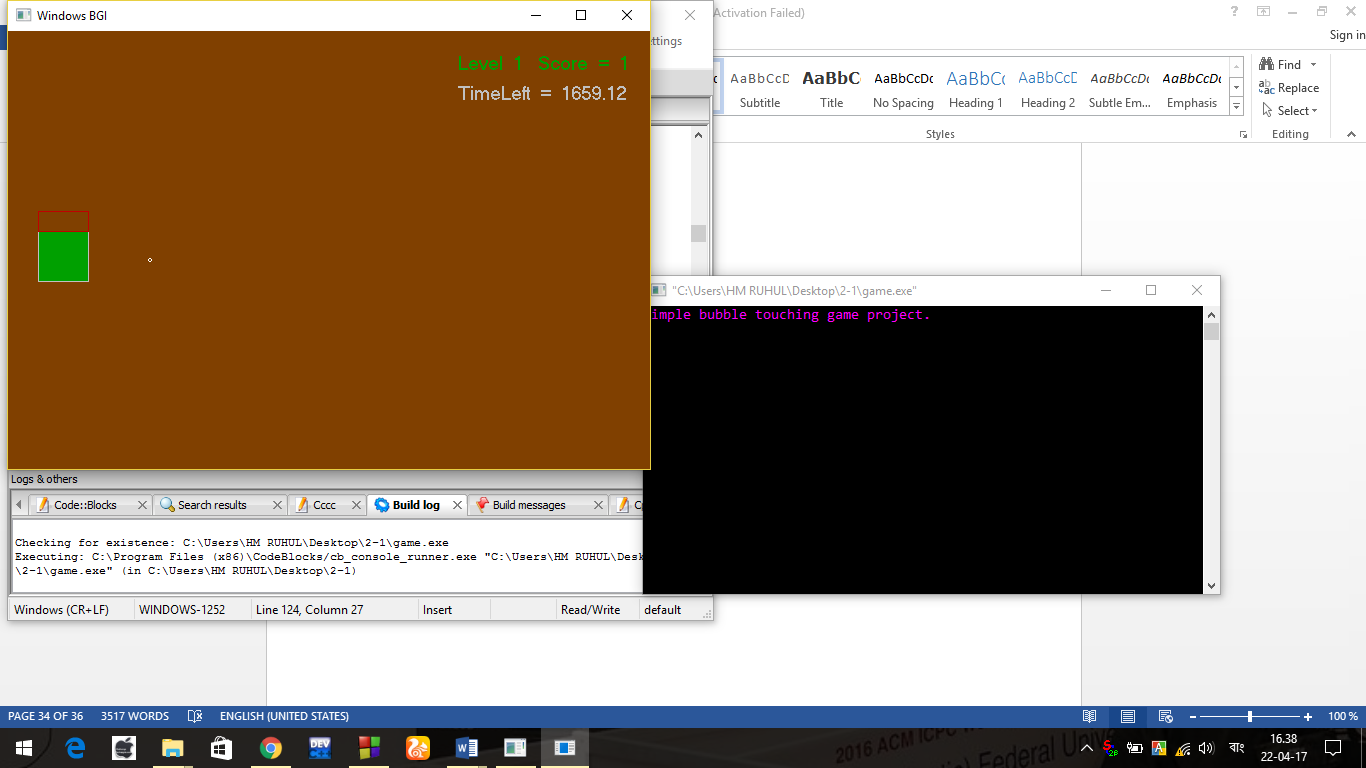 Windows BGI
Level 1 Score = 1
TimeLeft = 1659.12
ettings
Activation Failed)
?
Sign in
AaBbCcD
AaBbC
AaBbCcDc
AaBbCc
AaBbCcD
AaBbCcDc
AaBbCcDc
Subtitle
Title
No Spacing
Heading 1
Heading 2
Subtle Em...
Emphasis
Styles
Find
Replace
Select
Editing
"C:\Users\HM RUHUL\Desktop\2-1\game.exe"
imple bubble touching game project.
Logs & others
Code::Blocks
Search results
Cccc
Build log
Build messages
Checking for existence: C:\Users\HM RUHUL\Desktop\2-1\game.exe
Executing: C:\Program Files (x86)\CodeBlocks/cb_console_runner.exe "C:\Users\HM RUHUL\Desk
\2-1\game.exe" (in C:\Users\HM RUHUL\Desktop\2-1)
Windows (CR+LF) WINDOWS-1252 Line 124, Column 27 Insert Read/Write default
PAGE 34 OF 36 3517 WORDS ENGLISH (UNITED STATES) 100 %
DEV
2016 ACM ICPC
Federal
বাং
16.38
22-04-17